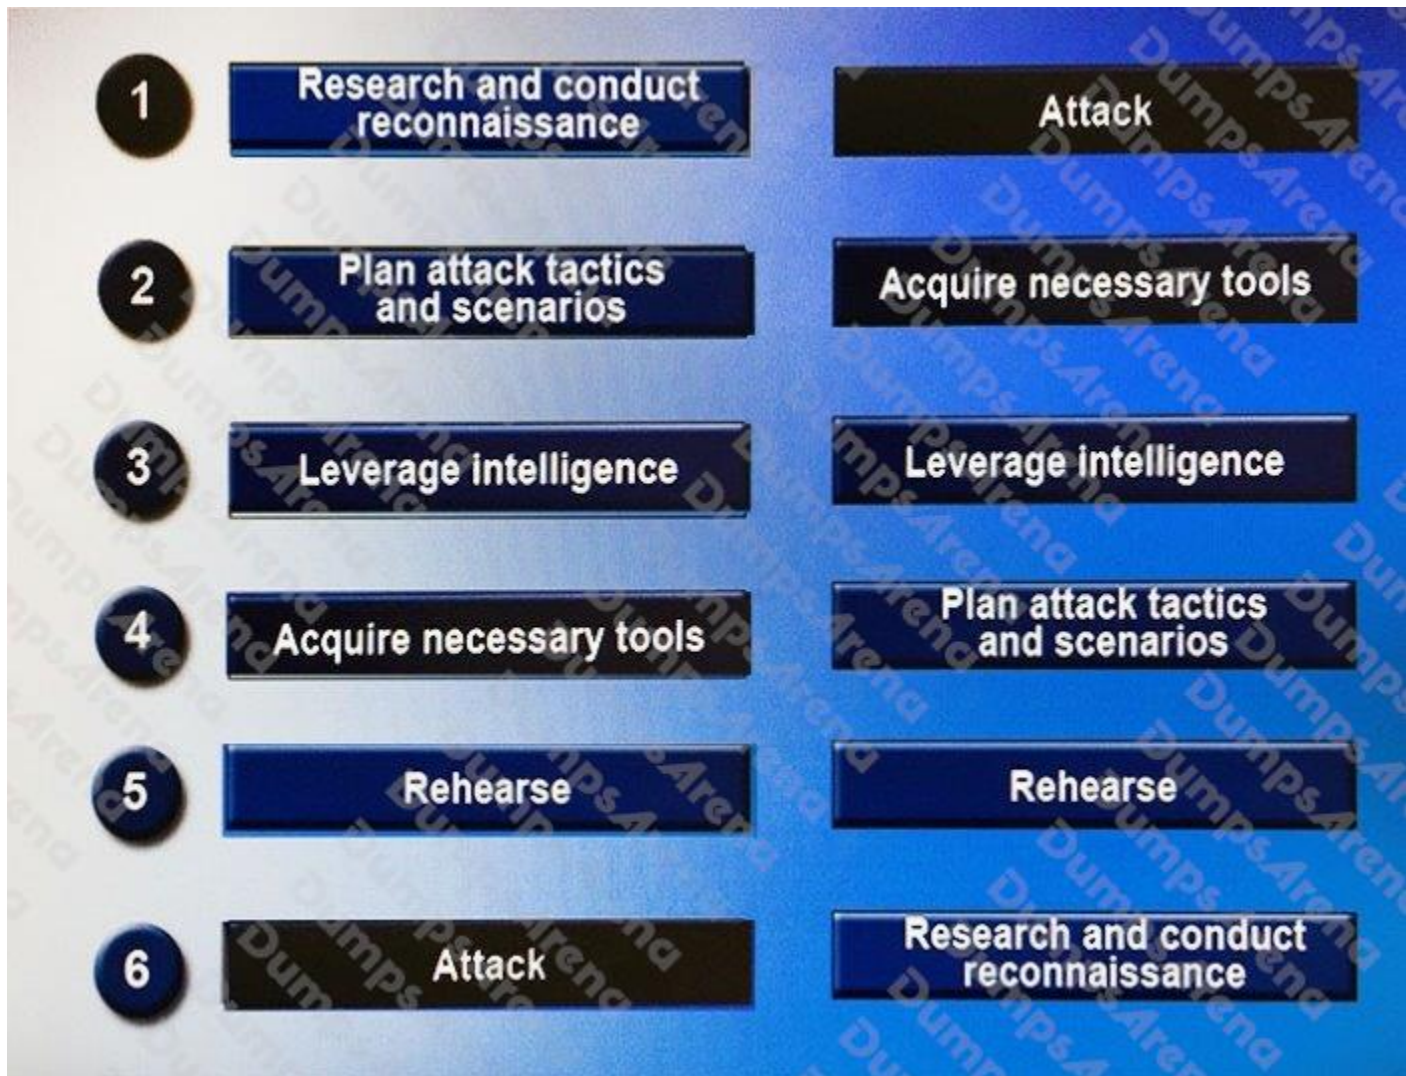 1
Research and conduct
reconnaissance
Attack
2
Plan attack tactics
and scenarios
Acquire necessary tools
3
Leverage intelligence
Leverage intelligence
4
Acquire necessary tools
Plan attack tactics
and scenarios
5
Rehearse
Rehearse
6
Attack
Research and conduct
reconnaissance
DumpsArena